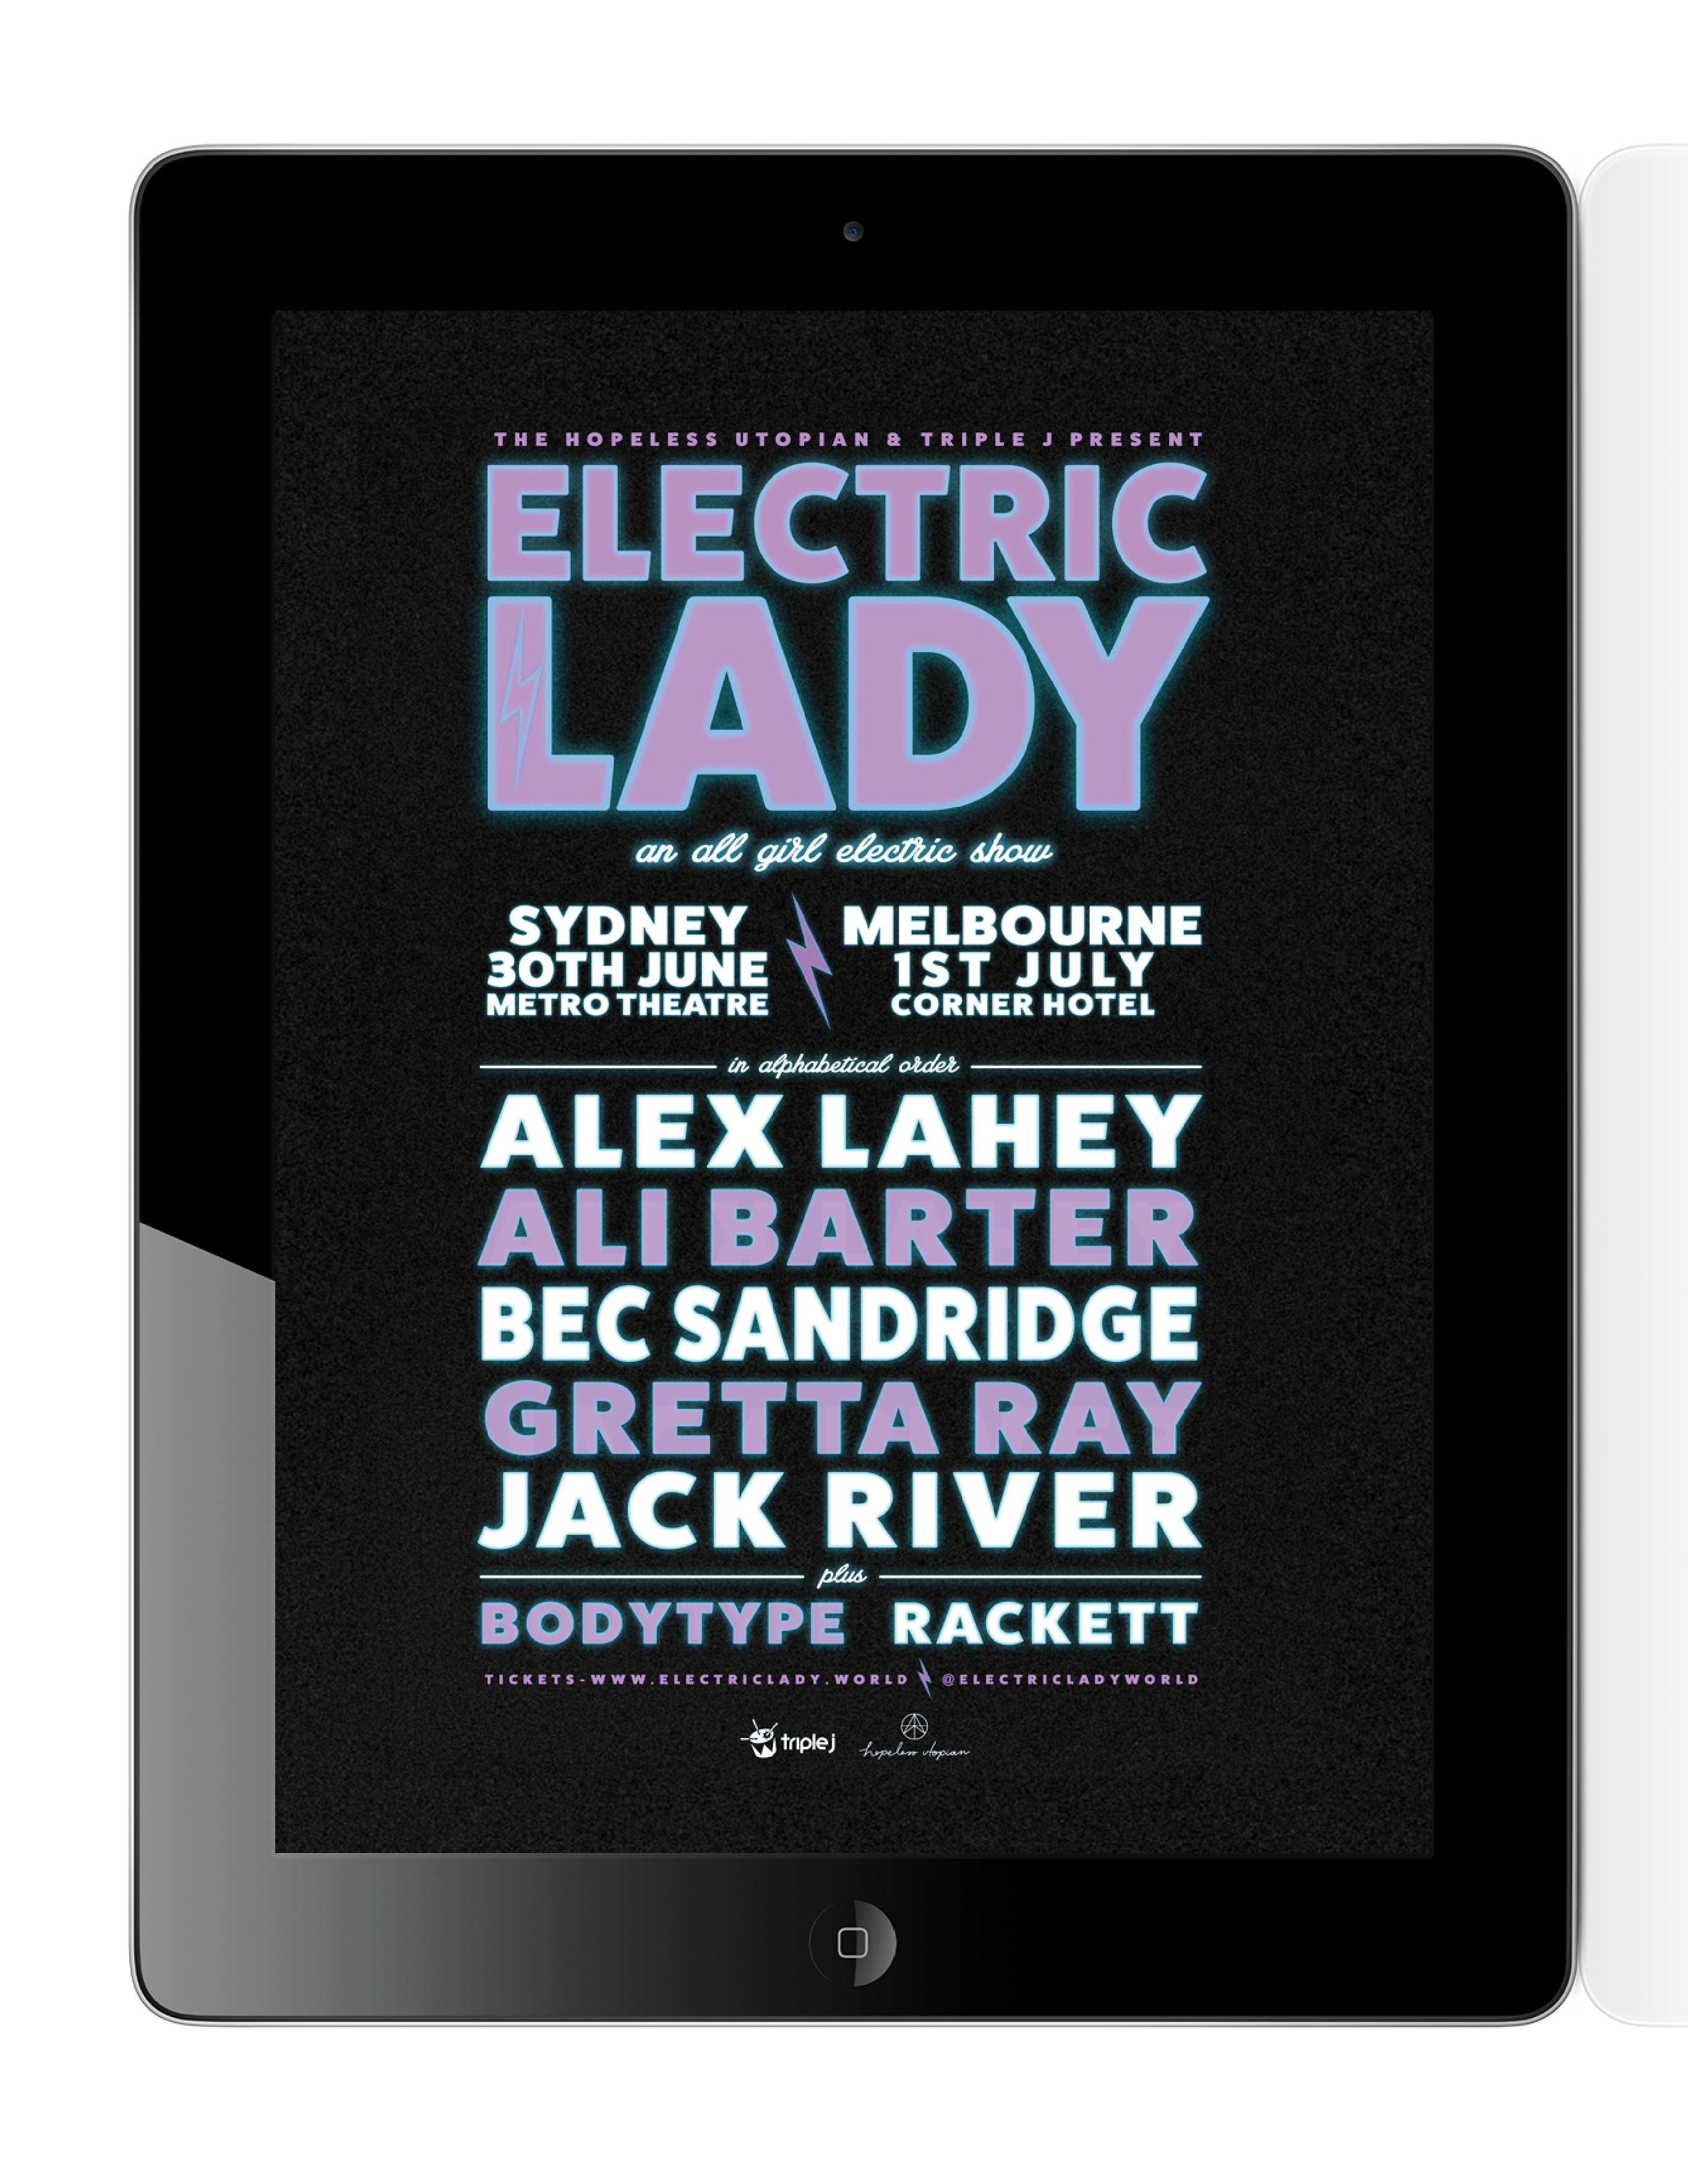 THE HOPELESS UTOPIAN & TRIPLE J PRESENT
ELECTRIC
LADY
an all girl electric show
SYDNEY
30TH JUNE
METRO THEATRE
MELBOURNE
1ST JULY
CORNER HOTEL
in alphabetical order
ALEX LAHEY
ALI BARTER
BEC SANDRIDGE
GRETTA RAY
JACK RIVER
plus
BODYTYPE RACKETT
TICKETS-WWW.ELECTRICLADY.WORLD @ELECTRICLADYWORLD
triple j hopeless utopian